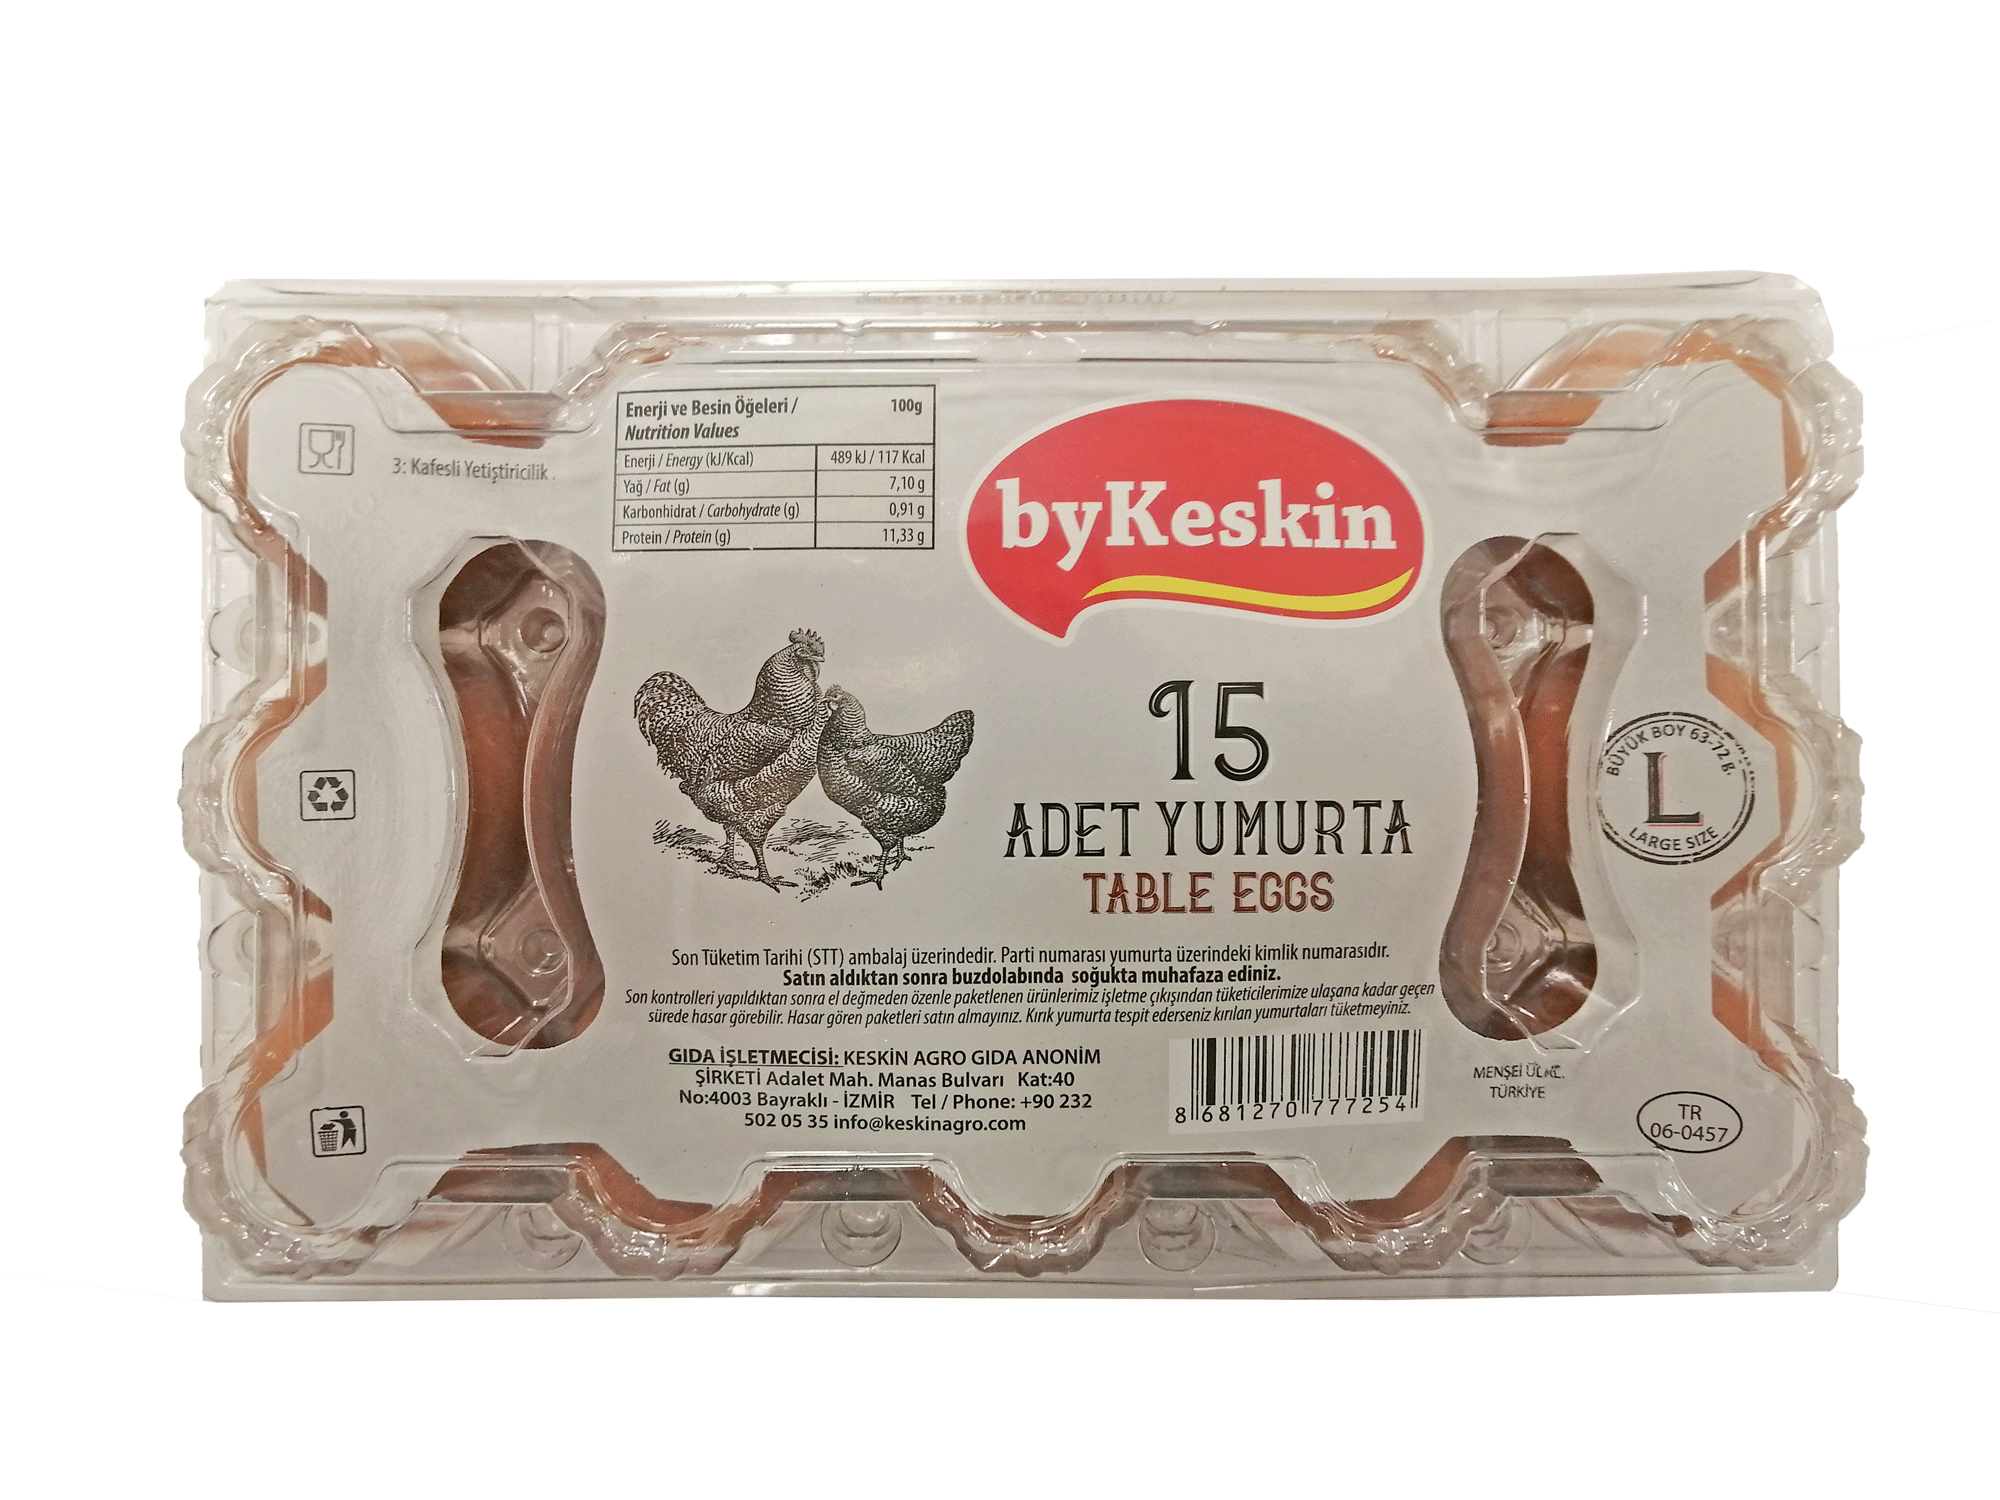 Enerji ve Besin Öğeleri / 100g
Nutrition Values
Enerji / Energy (kJ/Kcal) 489 kJ / 117 Kcal
Yağ / Fat (g) 7,10 g
Karbonhidrat / Carbohydrate (g) 0,91 g
Protein / Protein (g) 11,33 g
3: Kafesli Yetiştiricilik.
byKeskin
15
ADET YUMURTA
TABLE EGGS
BÜYÜK BOY 63-72 g.
L
LARGE SIZE
Son Tüketim Tarihi (STT) ambalaj üzerindedir. Parti numarası yumurta üzerindeki kimlik numarasıdır.
Satın aldıktan sonra buzdolabında soğukta muhafaza ediniz.
Son kontrolleri yapıldıktan sonra el değmeden özenle paketlenen ürünlerimiz işletme çıkışından tüketicilerimize ulaşana kadar geçen
sürede hasar görebilir. Hasar gören paketleri satın almayınız. Kırık yumurta tespit ederseniz kırılan yumurtaları tüketmeyiniz.
GIDA İŞLETMECİSİ: KESKİN AGRO GIDA ANONİM
ŞİRKETİ Adalet Mah. Manas Bulvarı Kat:40
No:4003 Bayraklı - İZMİR Tel / Phone: +90 232
502 05 35 info@keskinagro.com
8 681270 777254
MENŞEİ
TÜRKİYE
TR
06-0457